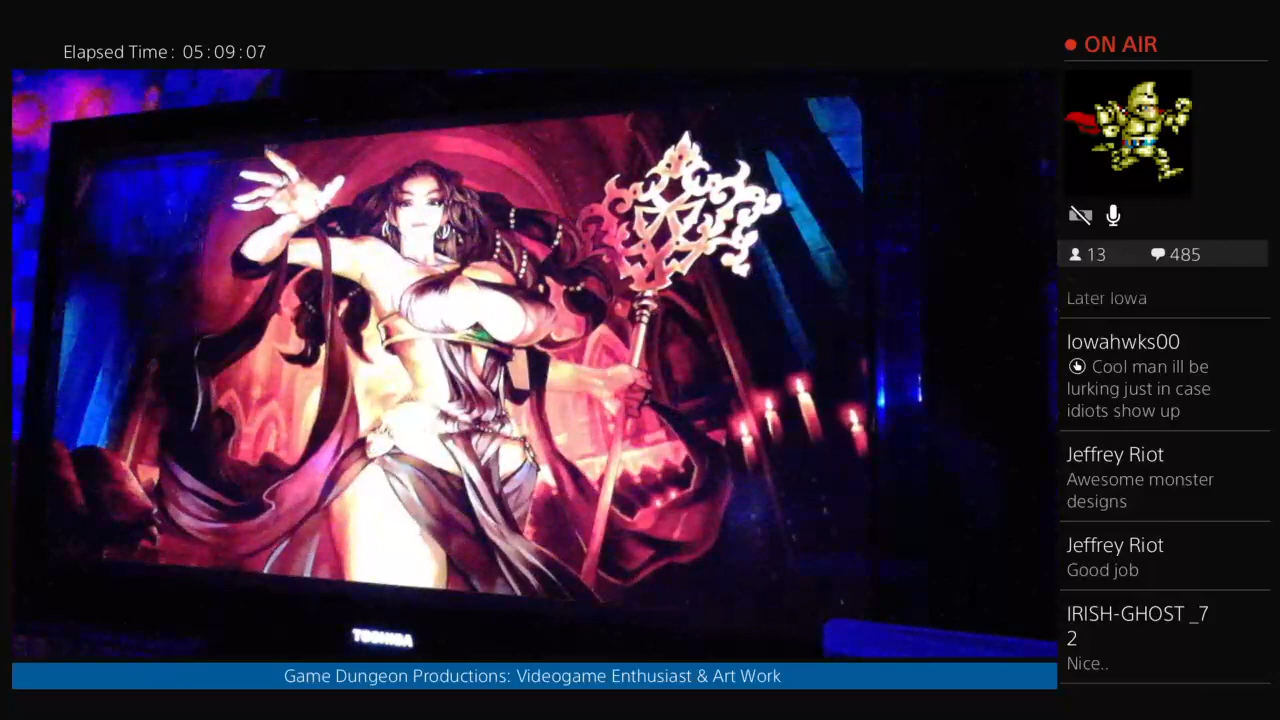 Elapsed Time: 05:09:07
ON AIR
13 485
Later Iowa
Iowahwks00
Cool man ill be
lurking just in case
idiots show up
Jeffrey Riot
Awesome monster
designs
Jeffrey Riot
Good job
IRISH-GHOST _7
2
Nice..
TOSHIBA
Game Dungeon Productions: Videogame Enthusiast & Art Work